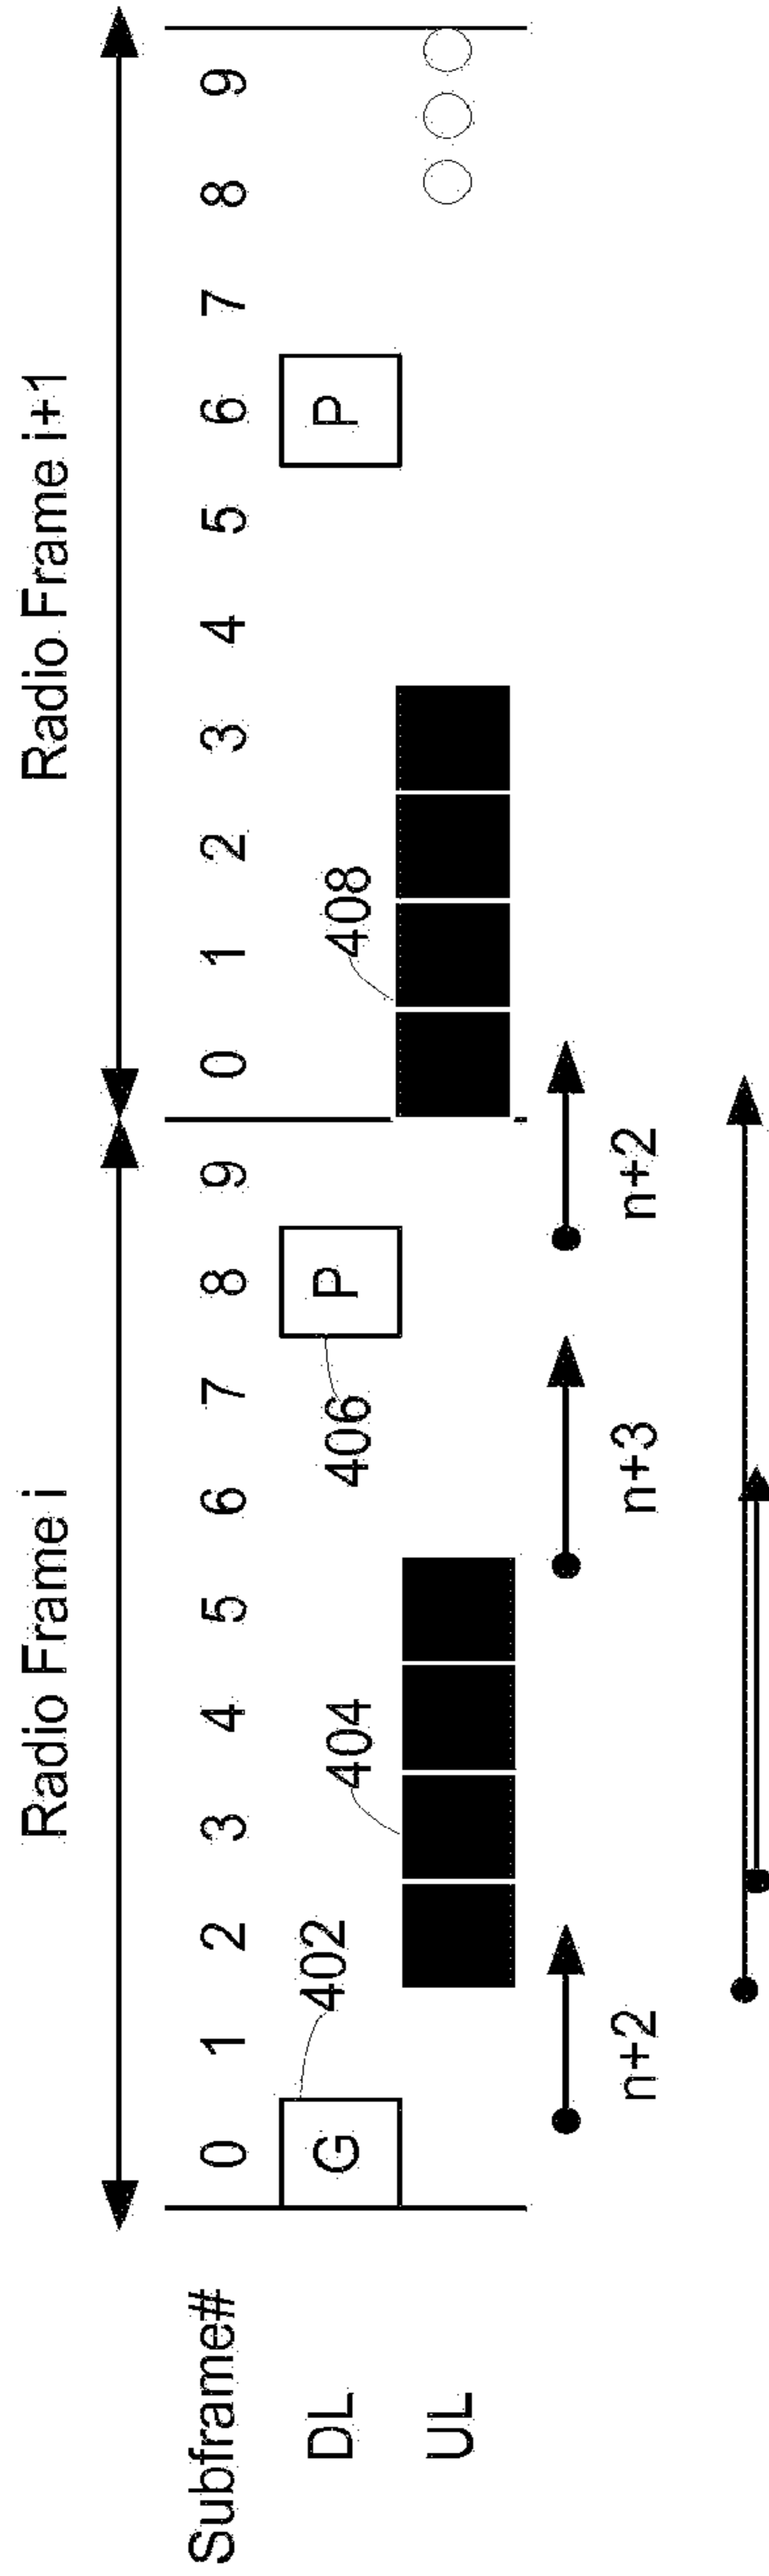 Radio Frame i Radio Frame i+1
Subframe# 0 1 2 3 4 5 6 7 8 9 0 1 2 3 4 5 6 7 8 9
DL G 402 404 406 P 408 P
UL
n+2 n+3 n+2